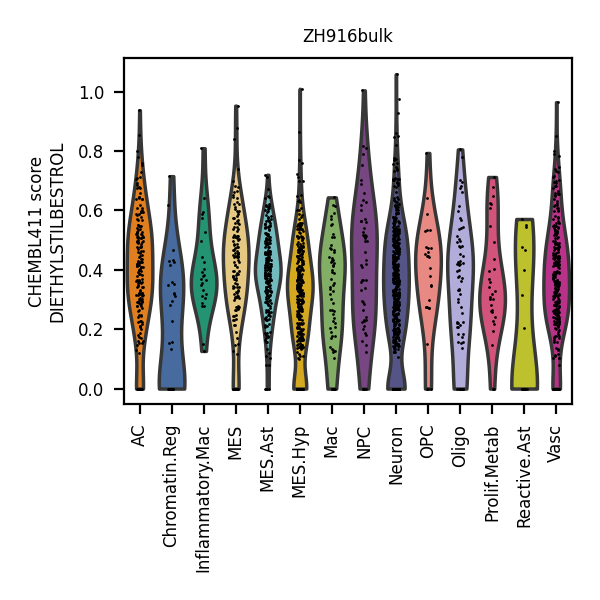 ZH916bulk
CHEMBL411 score
DIETHYLSTILBESTROL
1.0
0.8
0.6
0.4
0.2
0.0
AC
Chromatin.Reg
Inflammatory.Mac
MES
MES.Ast
MES.Hyp
Mac
NPC
Neuron
OPC
Oligo
Prolif.Metab
Reactive.Ast
Vasc